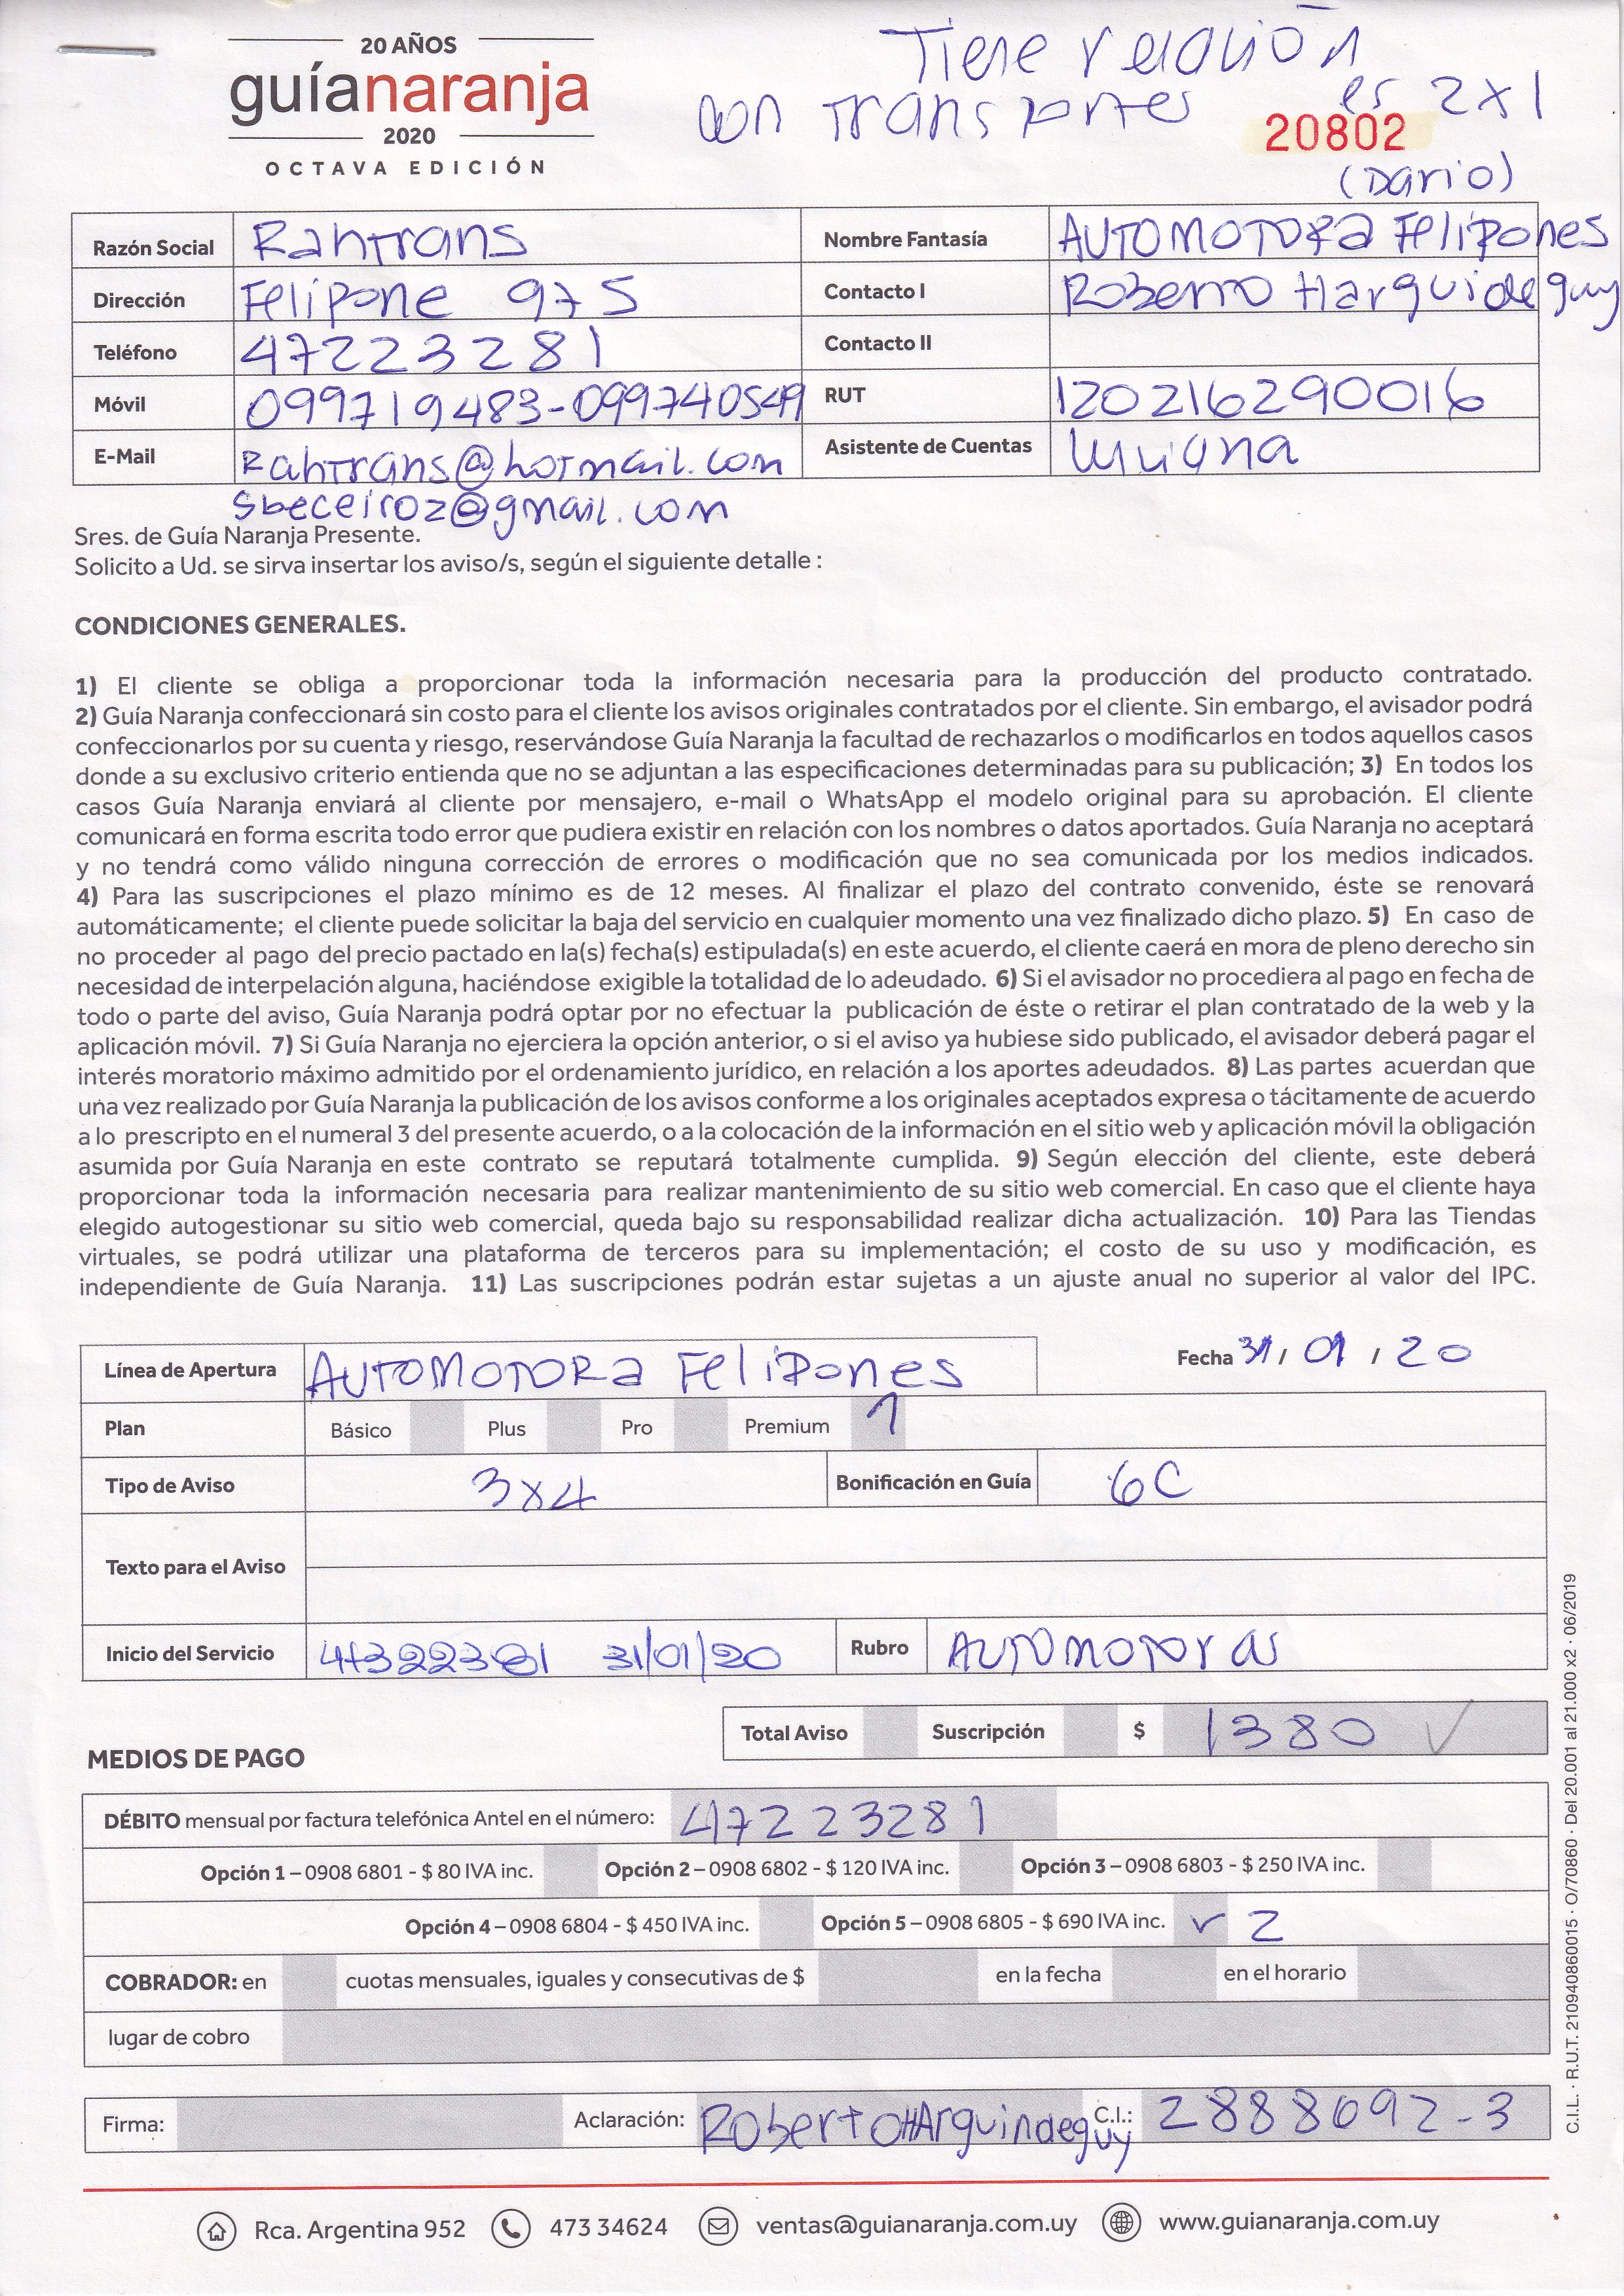 20 AÑOS
guíanaranja
2020
OCTAVA EDICIÓN
Tiene relación
con transportes es 2x1
20802
(Dario)
Razón Social Rahtrans Nombre Fantasía AUTOMOTORA Felipones
Dirección Felipone 975 Contacto I Roberto Harguideguy
Teléfono 47223281 Contacto II
Móvil 099719483-099740549 RUT 120216290016
E-Mail Rahtrans@hotmail.com Asistente de Cuentas
sbeceiroz@gmail.com
Sres. de Guía Naranja Presente.
Solicito a Ud. se sirva insertar los aviso/s, según el siguiente detalle :
CONDICIONES GENERALES.
1) El cliente se obliga a proporcionar toda la información necesaria para la producción del producto contratado.
2) Guía Naranja confeccionará sin costo para el cliente los avisos originales contratados por el cliente. Sin embargo, el avisador podrá
confeccionarlos por su cuenta y riesgo, reservándose Guía Naranja la facultad de rechazarlos o modificarlos en todos aquellos casos
donde a su exclusivo criterio entienda que no se adjuntan a las especificaciones determinadas para su publicación; 3) En todos los
casos Guía Naranja enviará al cliente por mensajero, e-mail o WhatsApp el modelo original para su aprobación. El cliente
comunicará en forma escrita todo error que pudiera existir en relación con los nombres o datos aportados. Guía Naranja no aceptará
y no tendrá como válido ninguna corrección de errores o modificación que no sea comunicada por los medios indicados.
4) Para las suscripciones el plazo mínimo es de 12 meses. Al finalizar el plazo del contrato convenido, éste se renovará
automáticamente; el cliente puede solicitar la baja del servicio en cualquier momento una vez finalizado dicho plazo. 5) En caso de
no proceder al pago del precio pactado en la(s) fecha(s) estipulada(s) en este acuerdo, el cliente caerá en mora de pleno derecho sin
necesidad de interpelación alguna, haciéndose exigible la totalidad de lo adeudado. 6) Si el avisador no procediera al pago en fecha de
todo o parte del aviso, Guía Naranja podrá optar por no efectuar la publicación de éste o retirar el plan contratado de la web y la
aplicación móvil. 7) Si Guía Naranja no ejerciera la opción anterior, o si el aviso ya hubiese sido publicado, el avisador deberá pagar el
interés moratorio máximo admitido por el ordenamiento jurídico, en relación a los aportes adeudados. 8) Las partes acuerdan que
una vez realizado por Guía Naranja la publicación de los avisos conforme a los originales aceptados expresa o tácitamente de acuerdo
a lo prescripto en el numeral 3 del presente acuerdo, o a la colocación de la información en el sitio web y aplicación móvil la obligación
asumida por Guía Naranja en este contrato se reputará totalmente cumplida. 9) Según elección del cliente, este deberá
proporcionar toda la información necesaria para realizar mantenimiento de su sitio web comercial. En caso que el cliente haya
elegido autogestionar su sitio web comercial, queda bajo su responsabilidad realizar dicha actualización. 10) Para las Tiendas
virtuales, se podrá utilizar una plataforma de terceros para su implementación; el costo de su uso y modificación, es
independiente de Guía Naranja. 11) Las suscripciones podrán estar sujetas a un ajuste anual no superior al valor del IPC.
Línea de Apertura AUTOMOTORA Felipones Fecha 31 / 01 / 20
Plan Básico Plus Pro Premium 1
Tipo de Aviso 3x4 Bonificación en Guía 6C
Texto para el Aviso
Inicio del Servicio 31/01/20 Rubro AUTOMOTORAS
Total Aviso Suscripción $ 1380 ✓
MEDIOS DE PAGO
DÉBITO mensual por factura telefónica Antel en el número: 47223281
Opción 1 – 0908 6801 - $ 80 IVA inc. Opción 2 – 0908 6802 - $ 120 IVA inc. Opción 3 – 0908 6803 - $ 250 IVA inc.
Opción 4 – 0908 6804 - $ 450 IVA inc. Opción 5 – 0908 6805 - $ 690 IVA inc. ✓ 2
COBRADOR: en cuotas mensuales, iguales y consecutivas de $ en la fecha en el horario
lugar de cobro
Firma: Aclaración: Roberto HArguindeguy C.I.: 2888692-3
Rca. Argentina 952 473 34624 ventas@guianaranja.com.uy www.guianaranja.com.uy
C.I.L. · R.U.T. 210940860015 · O/70860 · Del 20.001 al 21.000 x2 · 06/2019